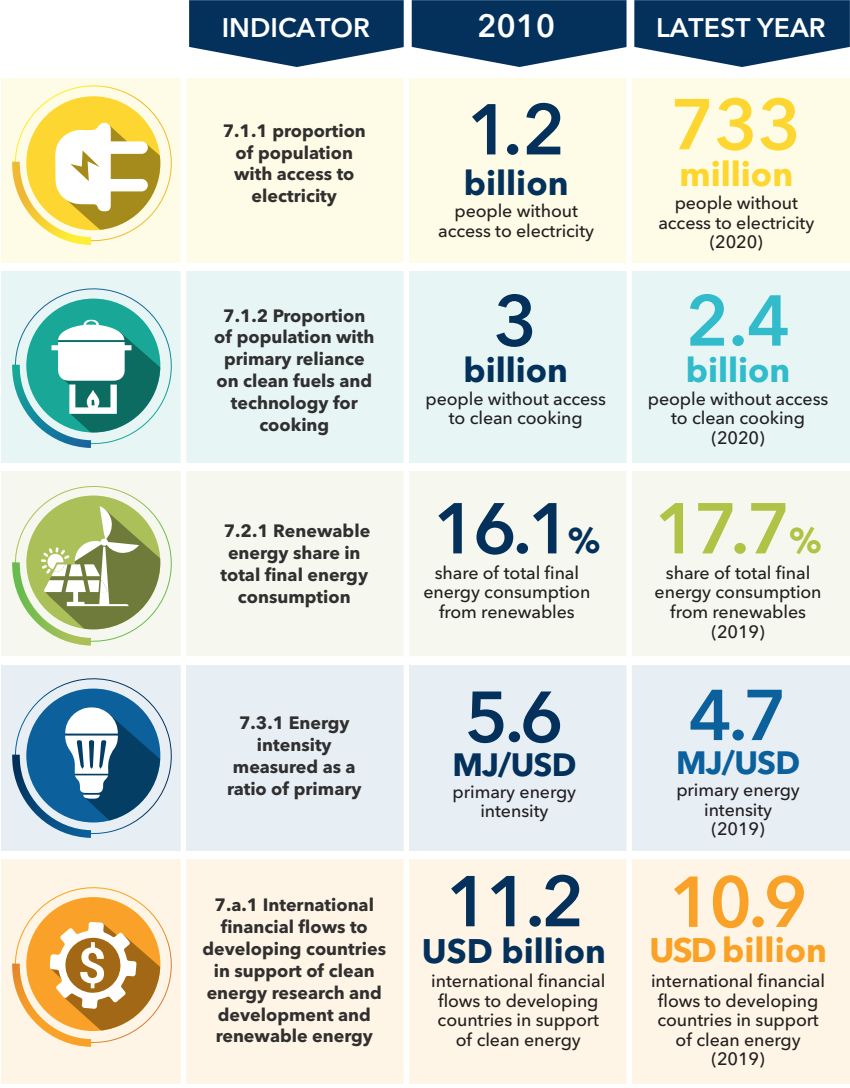 INDICATOR
2010
LATEST YEAR
7.1.1 proportion
of population
with access to
electricity
1.2
billion
people without
access to electricity
733
million
people without
access to electricity
(2020)
7.1.2 Proportion
of population with
primary reliance
on clean fuels and
technology for
cooking
3
billion
people without access
to clean cooking
2.4
billion
people without access
to clean cooking
(2020)
7.2.1 Renewable
energy share in
total final energy
consumption
16.1%
share of total final
energy consumption
from renewables
17.7%
share of total final
energy consumption
from renewables
(2019)
7.3.1 Energy
intensity
measured as a
ratio of primary
5.6
MJ/USD
primary energy
intensity
4.7
MJ/USD
primary energy
intensity
(2019)
$
7.a.1 International
financial flows to
developing countries
in support of clean
energy research and
development and
renewable energy
11.2
USD billion
international financial
flows to developing
countries in support
of clean energy
10.9
USD billion
international financial
flows to developing
countries in support
of clean energy
(2019)